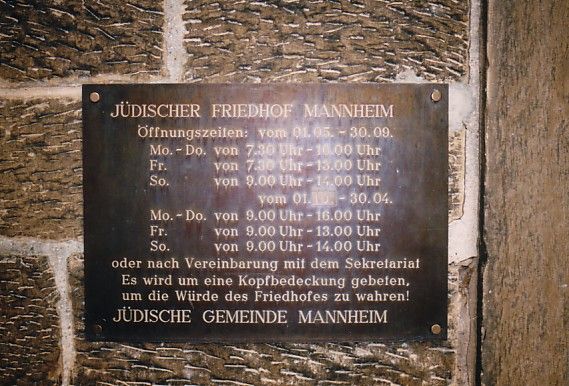 JÜDISCHER FRIEDHOF MANNHEIM
Öffnungszeiten: vom 01.05. - 30.09.
Mo. - Do. von 7.30 Uhr - 16.00 Uhr
Fr. von 7.30 Uhr - 13.00 Uhr
So. von 9.00 Uhr - 14.00 Uhr
vom 01.10. - 30.04.
Mo. - Do. von 9.00 Uhr - 16.00 Uhr
Fr. von 9.00 Uhr - 13.00 Uhr
So. von 9.00 Uhr - 14.00 Uhr
oder nach Vereinbarung mit dem Sekretariat
Es wird um eine Kopfbedeckung gebeten,
um die Würde des Friedhofes zu wahren!
JÜDISCHE GEMEINDE MANNHEIM